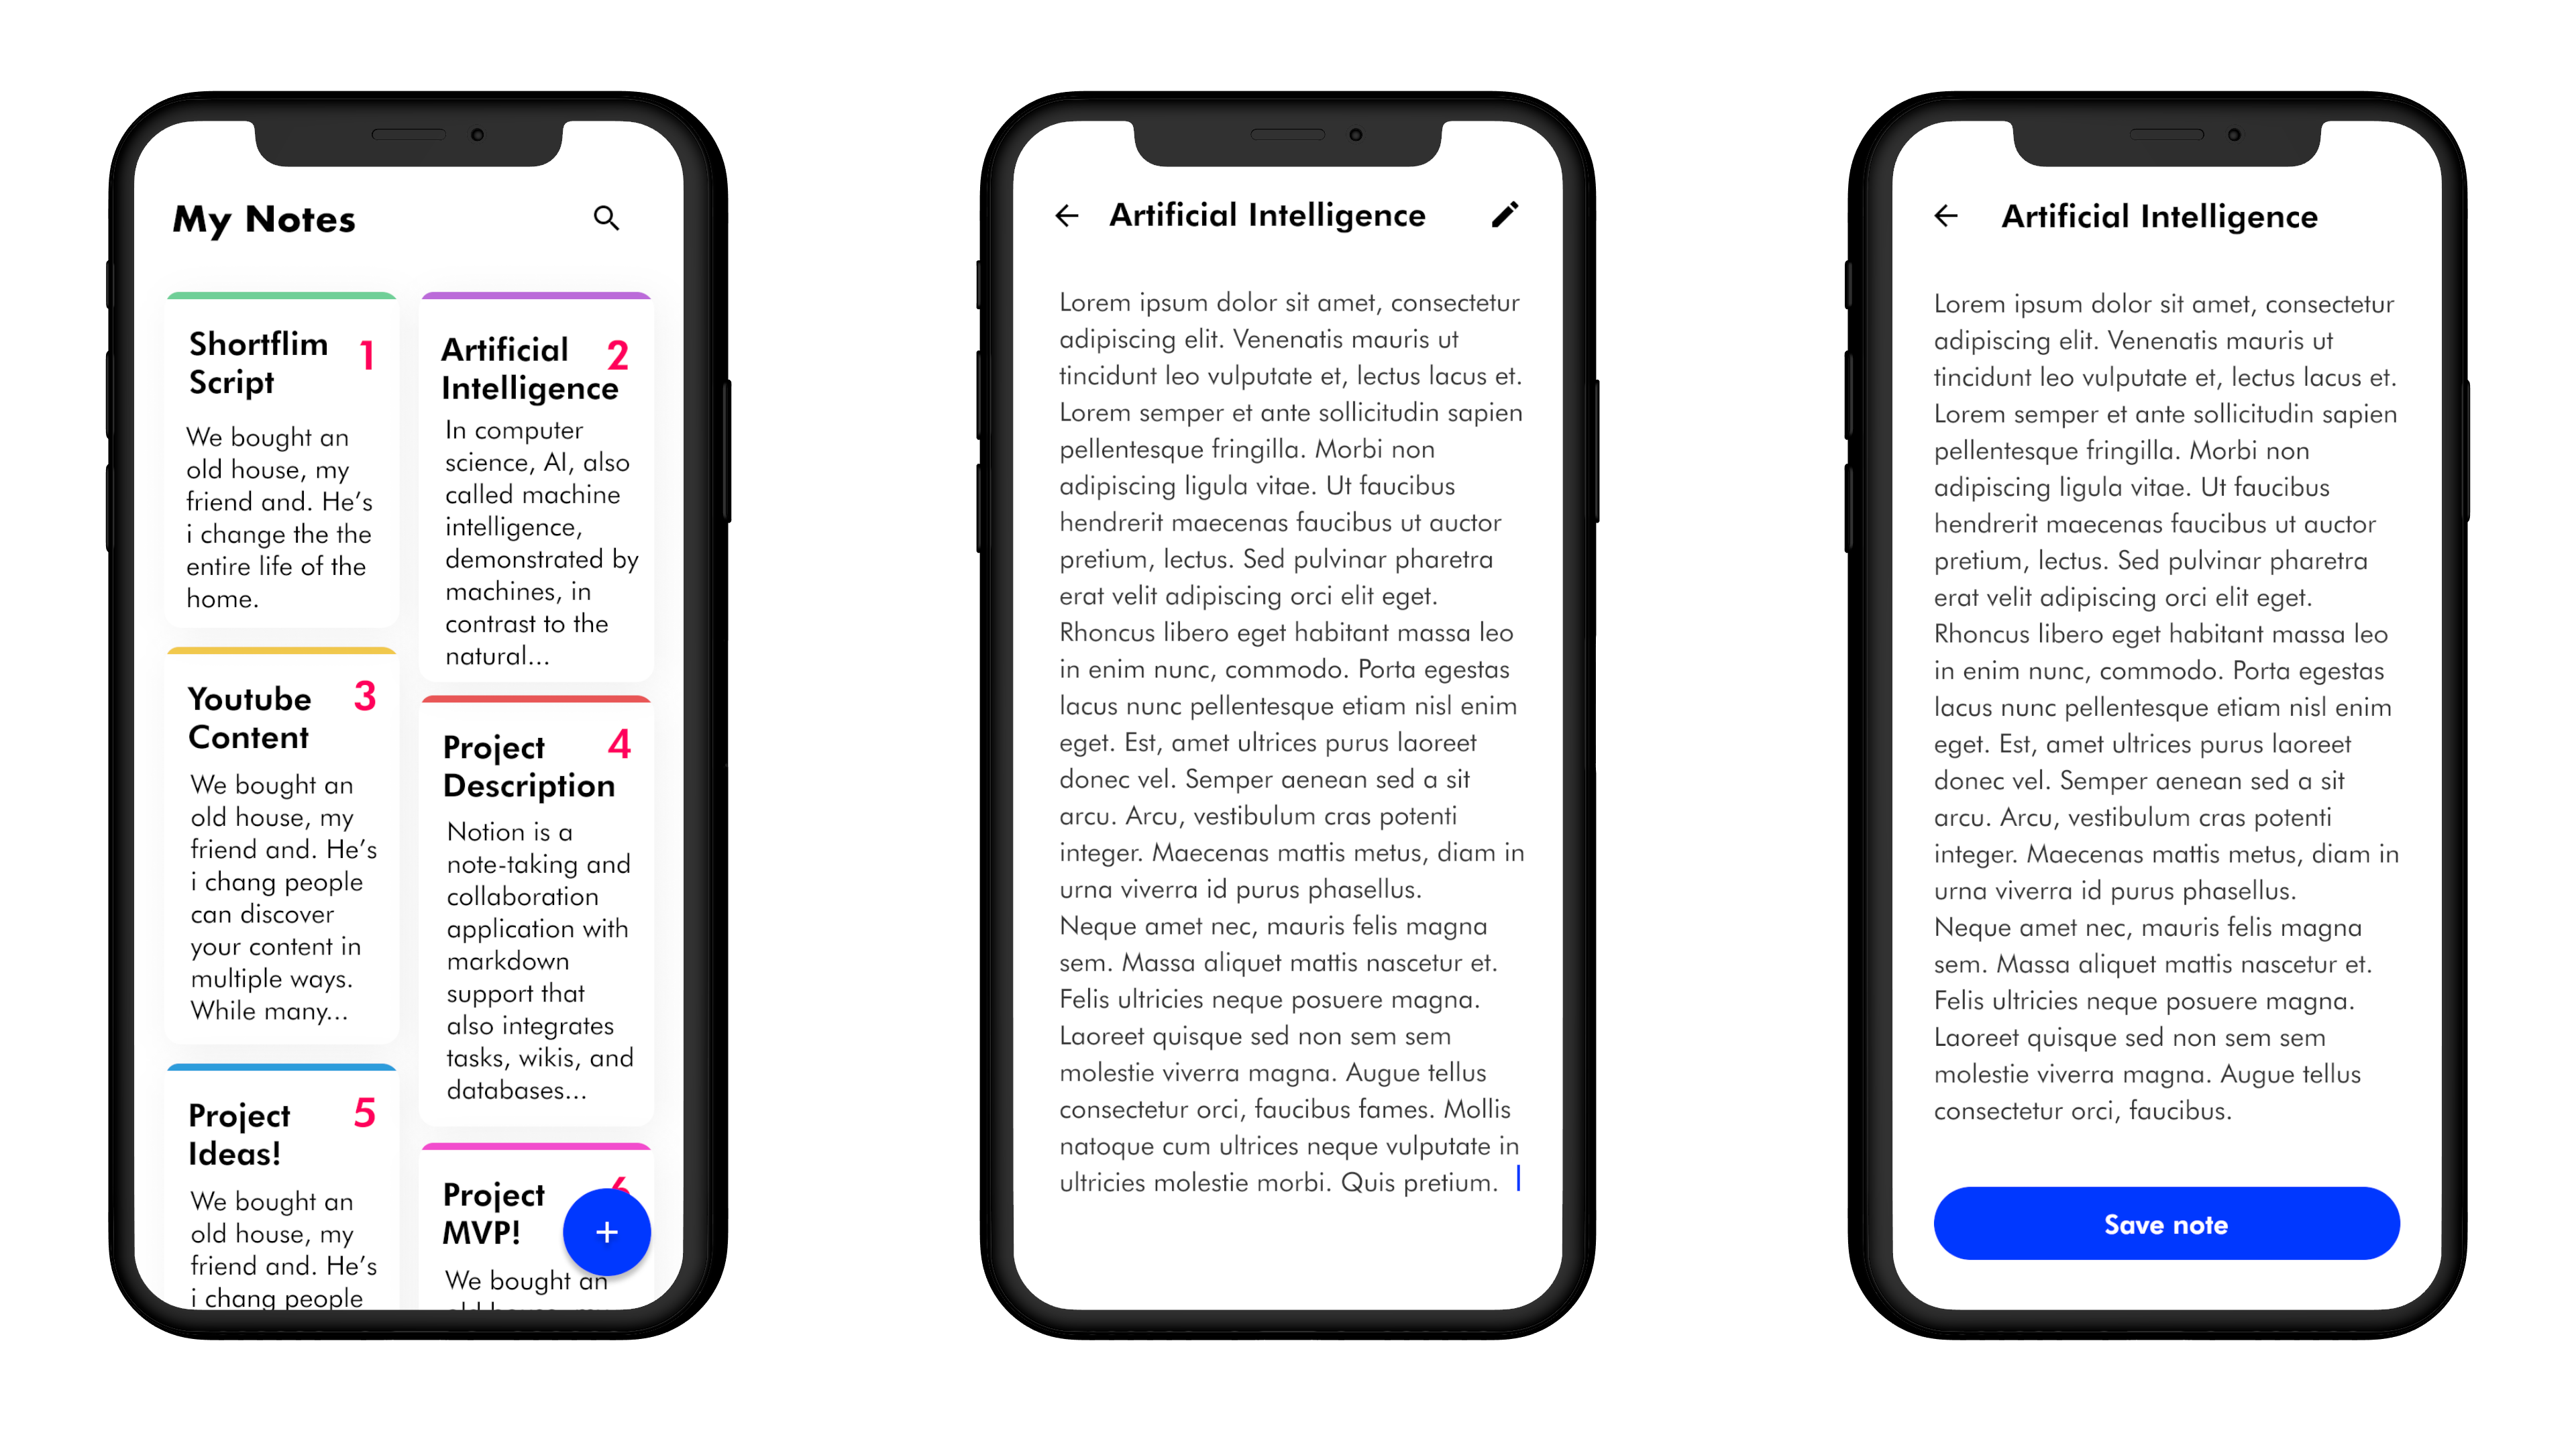 My Notes
Shortflim
Script
1
We bought an
old house, my
friend and. He’s
i change the the
entire life of the
home.
Artificial
Intelligence
2
In computer
science, AI, also
called machine
intelligence,
demonstrated by
machines, in
contrast to the
natural...
Youtube
Content
3
We bought an
old house, my
friend and. He’s
i chang people
can discover
your content in
multiple ways.
While many...
Project
Description
4
Notion is a
note-taking and
collaboration
application with
markdown
support that
also integrates
tasks, wikis, and
databases...
Project
Ideas!
5
We bought an
old house, my
friend and. He’s
i chang people
Project
MVP!
We bought an
+
Artificial Intelligence
Lorem ipsum dolor sit amet, consectetur
adipiscing elit. Venenatis mauris ut
tincidunt leo vulputate et, lectus lacus et.
Lorem semper et ante sollicitudin sapien
pellentesque fringilla. Morbi non
adipiscing ligula vitae. Ut faucibus
hendrerit maecenas faucibus ut auctor
pretium, lectus. Sed pulvinar pharetra
erat velit adipiscing orci elit eget.
Rhoncus libero eget habitant massa leo
in enim nunc, commodo. Porta egestas
lacus nunc pellentesque etiam nisl enim
eget. Est, amet ultrices purus laoreet
donec vel. Semper aenean sed a sit
arcu. Arcu, vestibulum cras potenti
integer. Maecenas mattis metus, diam in
urna viverra id purus phasellus.
Neque amet nec, mauris felis magna
sem. Massa aliquet mattis nascetur et.
Felis ultricies neque posuere magna.
Laoreet quisque sed non sem sem
molestie viverra magna. Augue tellus
consectetur orci, faucibus fames. Mollis
natoque cum ultrices neque vulputate in
ultricies molestie morbi. Quis pretium.
Artificial Intelligence
Lorem ipsum dolor sit amet, consectetur
adipiscing elit. Venenatis mauris ut
tincidunt leo vulputate et, lectus lacus et.
Lorem semper et ante sollicitudin sapien
pellentesque fringilla. Morbi non
adipiscing ligula vitae. Ut faucibus
hendrerit maecenas faucibus ut auctor
pretium, lectus. Sed pulvinar pharetra
erat velit adipiscing orci elit eget.
Rhoncus libero eget habitant massa leo
in enim nunc, commodo. Porta egestas
lacus nunc pellentesque etiam nisl enim
eget. Est, amet ultrices purus laoreet
donec vel. Semper aenean sed a sit
arcu. Arcu, vestibulum cras potenti
integer. Maecenas mattis metus, diam in
urna viverra id purus phasellus.
Neque amet nec, mauris felis magna
sem. Massa aliquet mattis nascetur et.
Felis ultricies neque posuere magna.
Laoreet quisque sed non sem sem
molestie viverra magna. Augue tellus
consectetur orci, faucibus.
Save note